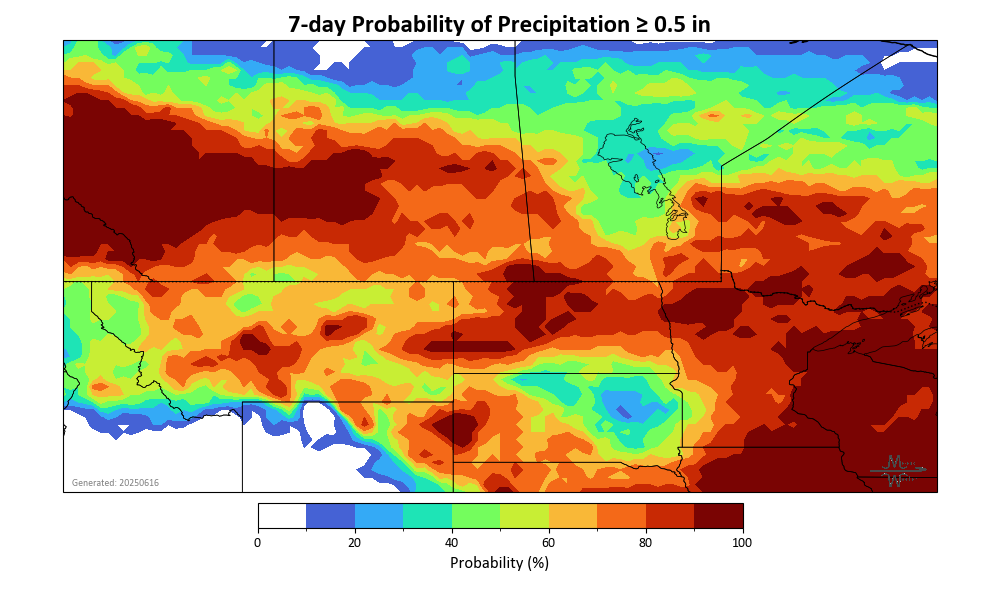 7-day Probability of Precipitation ≥ 0.5 in
Generated: 20250616
0 20 40 60 80 100
Probability (%)